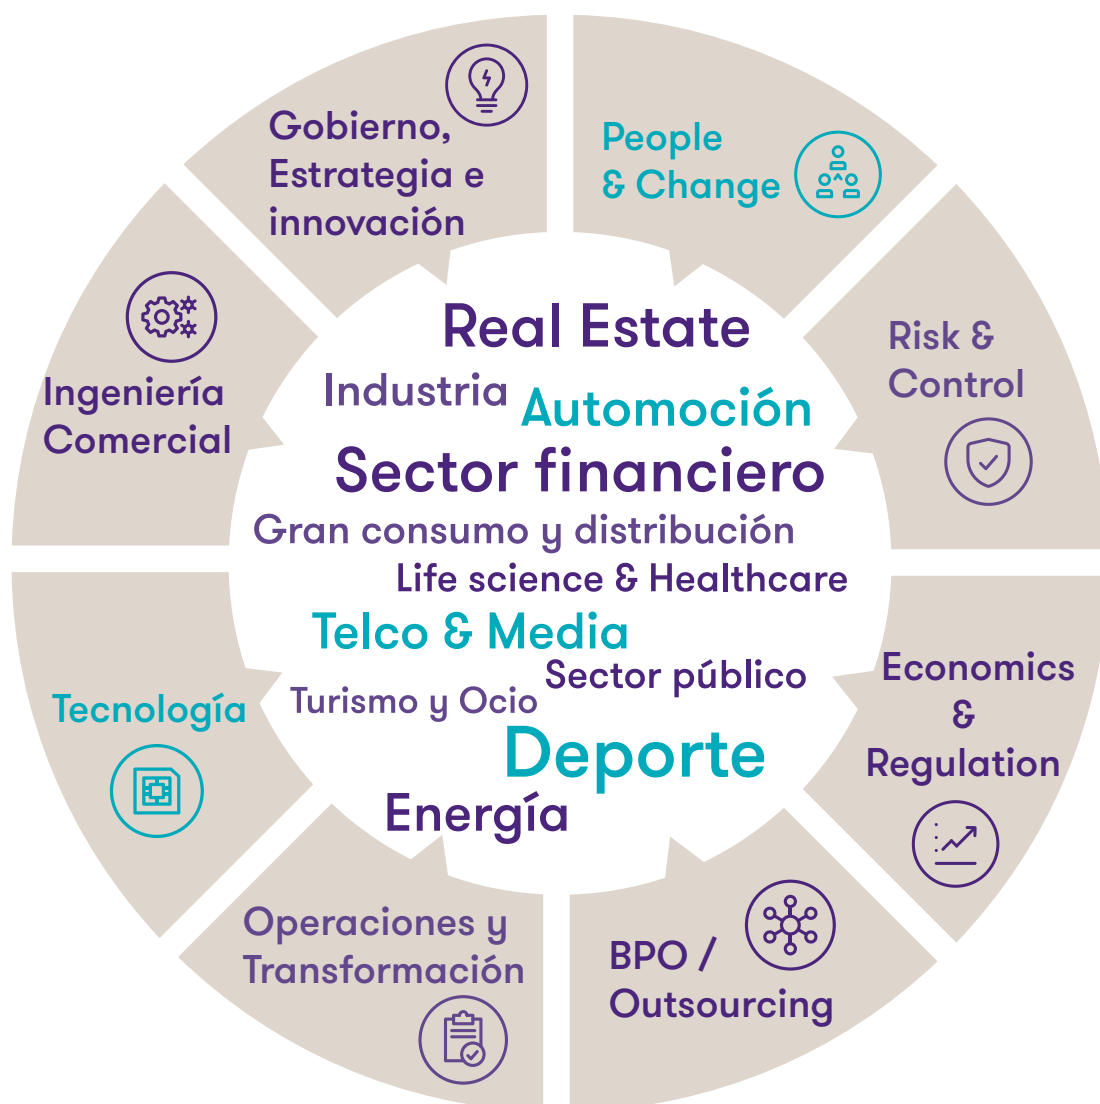 Gobierno,
Estrategia e
innovación
People
& Change
Risk &
Control
Economics
&
Regulation
BPO /
Outsourcing
Operaciones y
Transformación
Tecnología
Ingeniería
Comercial
Real Estate
Industria
Automoción
Sector financiero
Gran consumo y distribución
Life science & Healthcare
Telco & Media
Sector público
Turismo y Ocio
Deporte
Energía